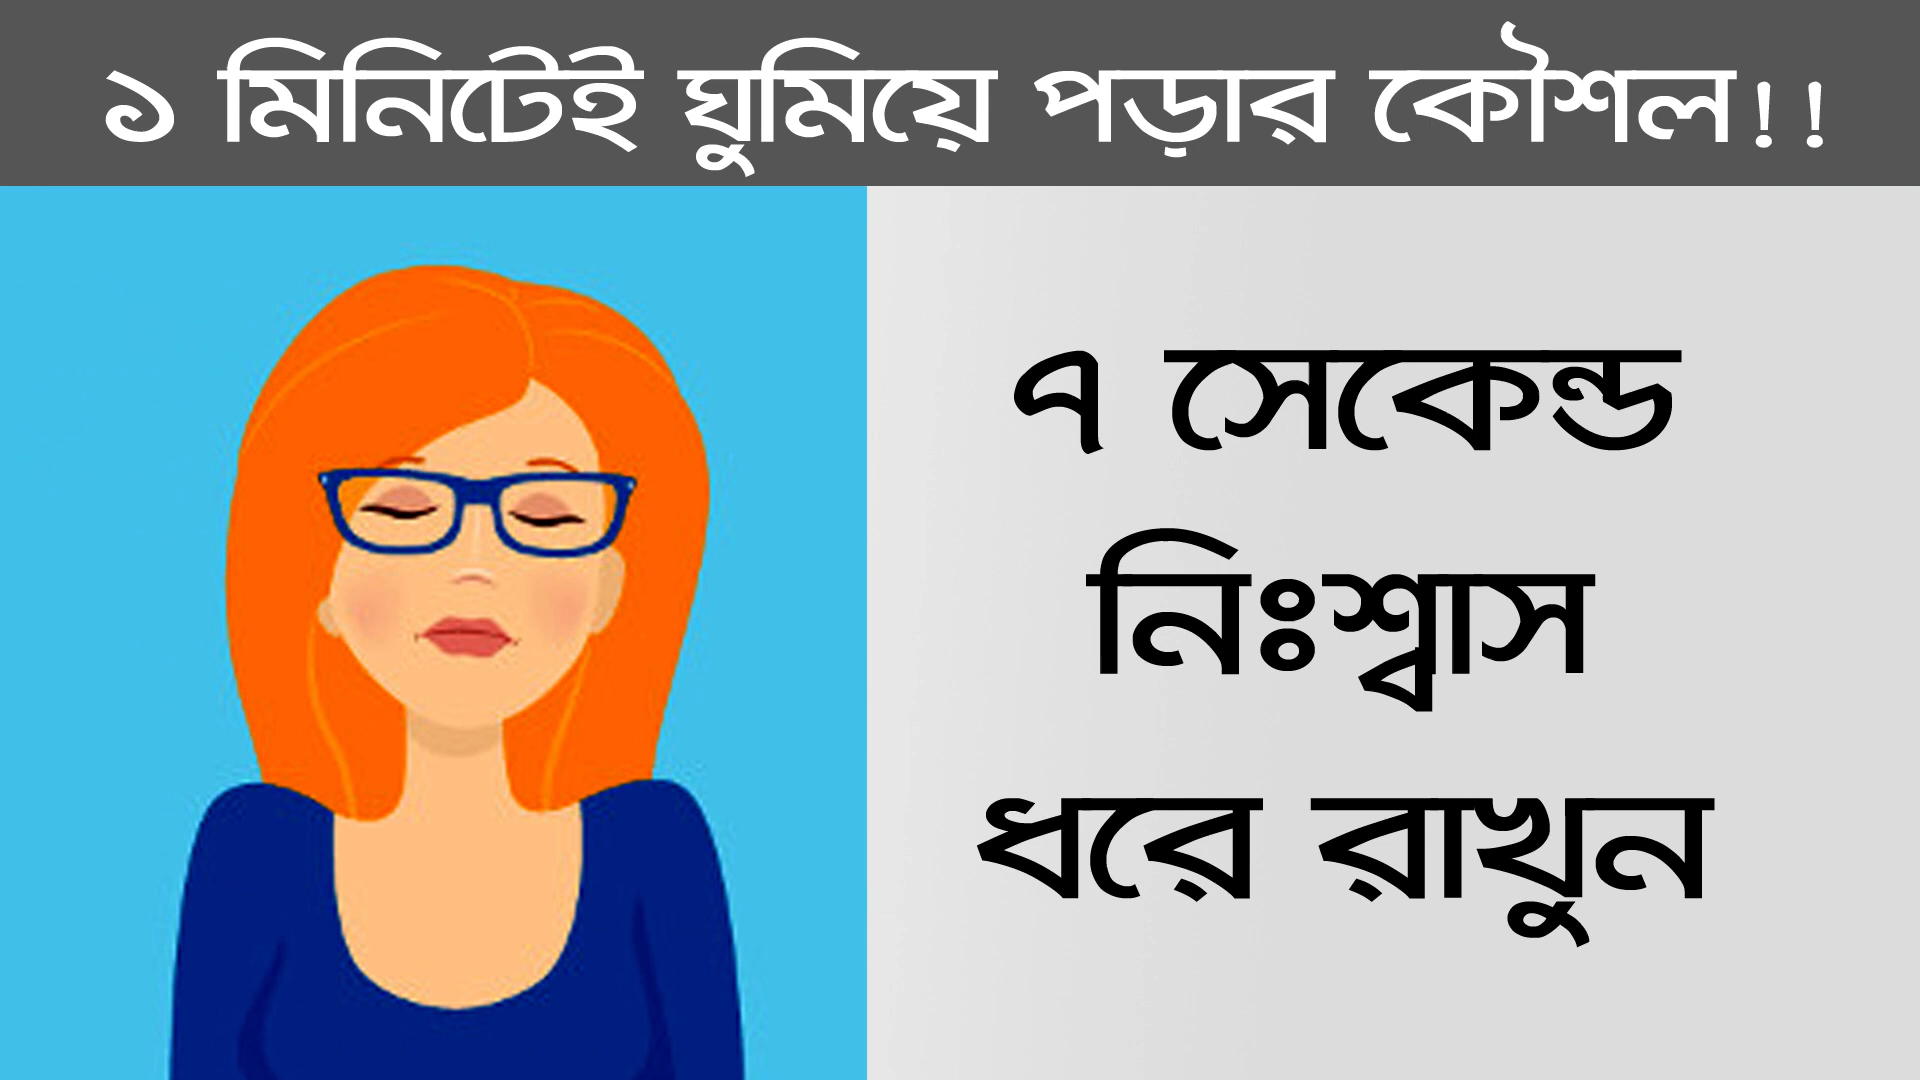 ১ মিনিটেই ঘুমিয়ে পড়ার কৌশল!!
৭ সেকেন্ড
নিঃশ্বাস
ধরে রাখুন